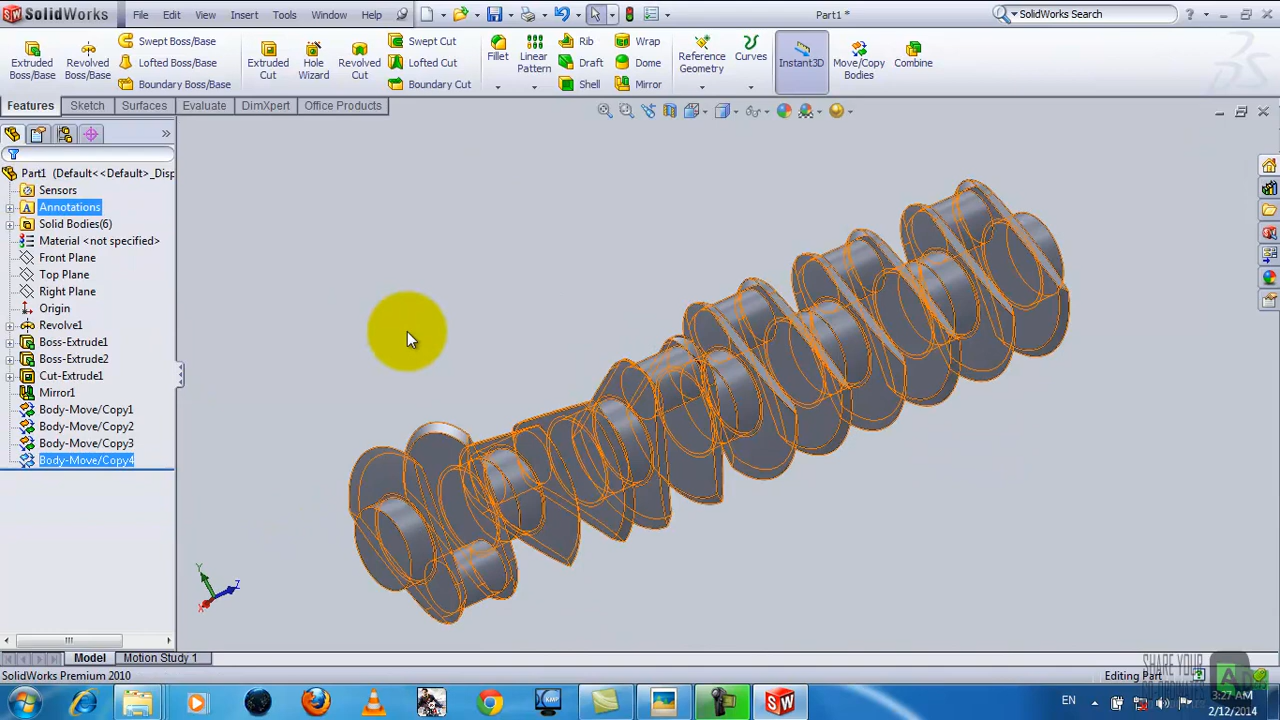 SolidWorks File Edit View Insert Tools Window Help Part1 * SolidWorks Search
Extruded Boss/Base
Revolved Boss/Base
Swept Boss/Base
Lofted Boss/Base
Boundary Boss/Base
Extruded Cut
Hole Wizard
Revolved Cut
Swept Cut
Lofted Cut
Boundary Cut
Fillet
Linear Pattern
Rib
Draft
Shell
Wrap
Dome
Mirror
Reference Geometry
Curves
Instant3D
Move/Copy Bodies
Combine
Features Sketch Surfaces Evaluate DimXpert Office Products
Part1 (Default<<Default>_Disp
Sensors
Annotations
Solid Bodies(6)
Material <not specified>
Front Plane
Top Plane
Right Plane
Origin
Revolve1
Boss-Extrude1
Boss-Extrude2
Cut-Extrude1
Mirror1
Body-Move/Copy1
Body-Move/Copy2
Body-Move/Copy3
Body-Move/Copy4
Y
Z
X
Model Motion Study 1
SolidWorks Premium 2010 Editing Part
SHARE YOUR
EN 3:27 AM
2/12/2014